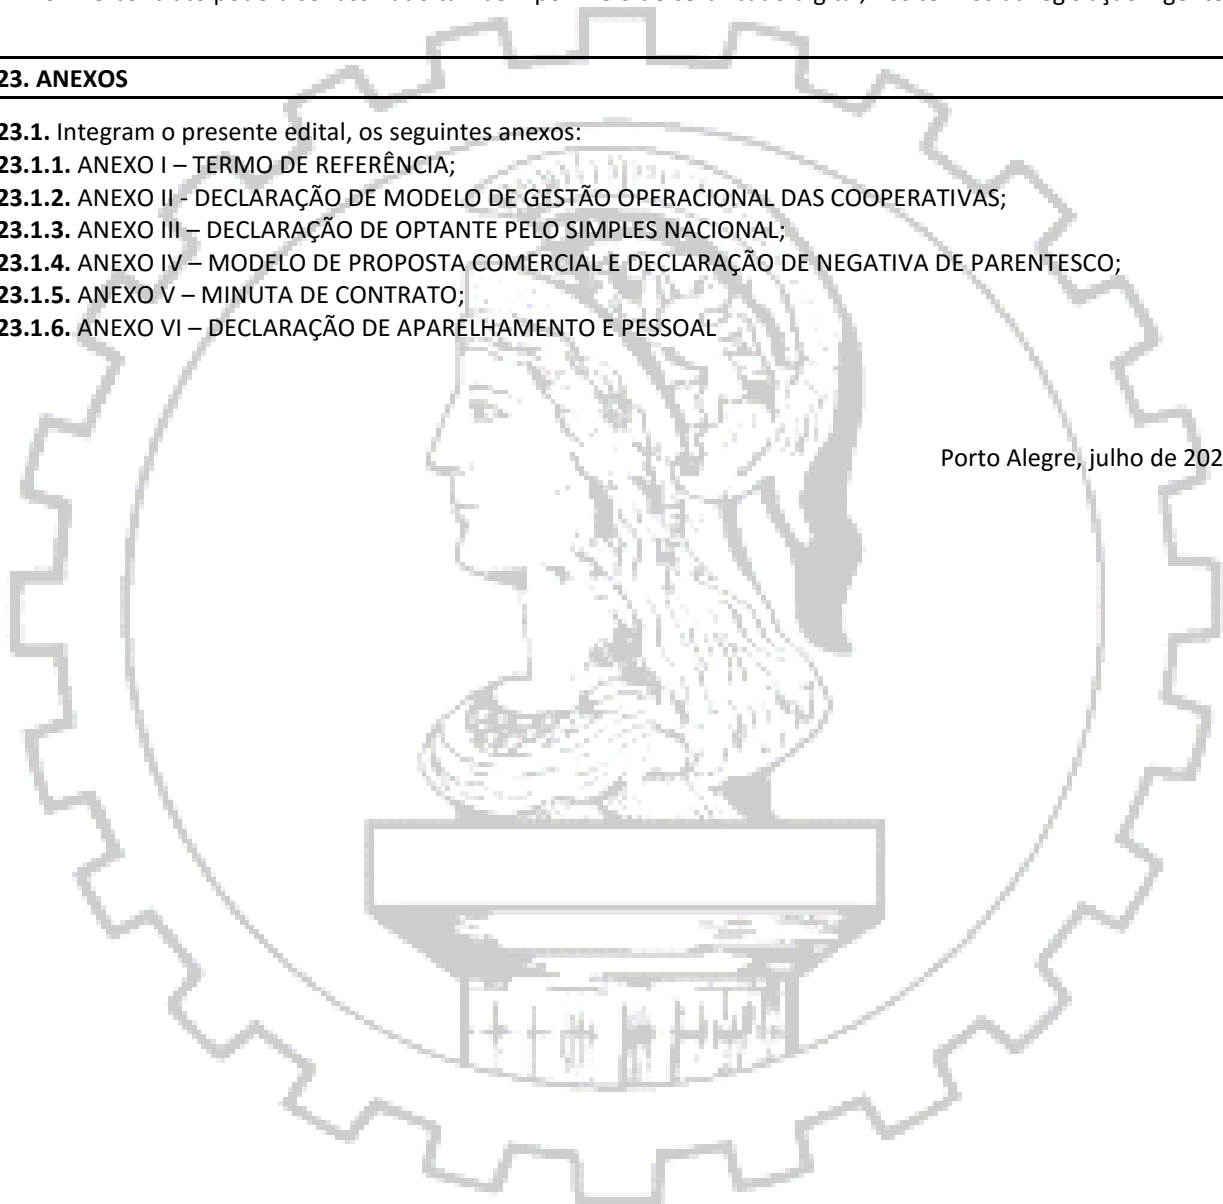 23. ANEXOS
23.1. Integram o presente edital, os seguintes anexos:
23.1.1. ANEXO I – TERMO DE REFERÊNCIA;
23.1.2. ANEXO II - DECLARAÇÃO DE MODELO DE GESTÃO OPERACIONAL DAS COOPERATIVAS;
23.1.3. ANEXO III – DECLARAÇÃO DE OPTANTE PELO SIMPLES NACIONAL;
23.1.4. ANEXO IV – MODELO DE PROPOSTA COMERCIAL E DECLARAÇÃO DE NEGATIVA DE PARENTESCO;
23.1.5. ANEXO V – MINUTA DE CONTRATO;
23.1.6. ANEXO VI – DECLARAÇÃO DE APARELHAMENTO E PESSOAL
Porto Alegre, julho de 202